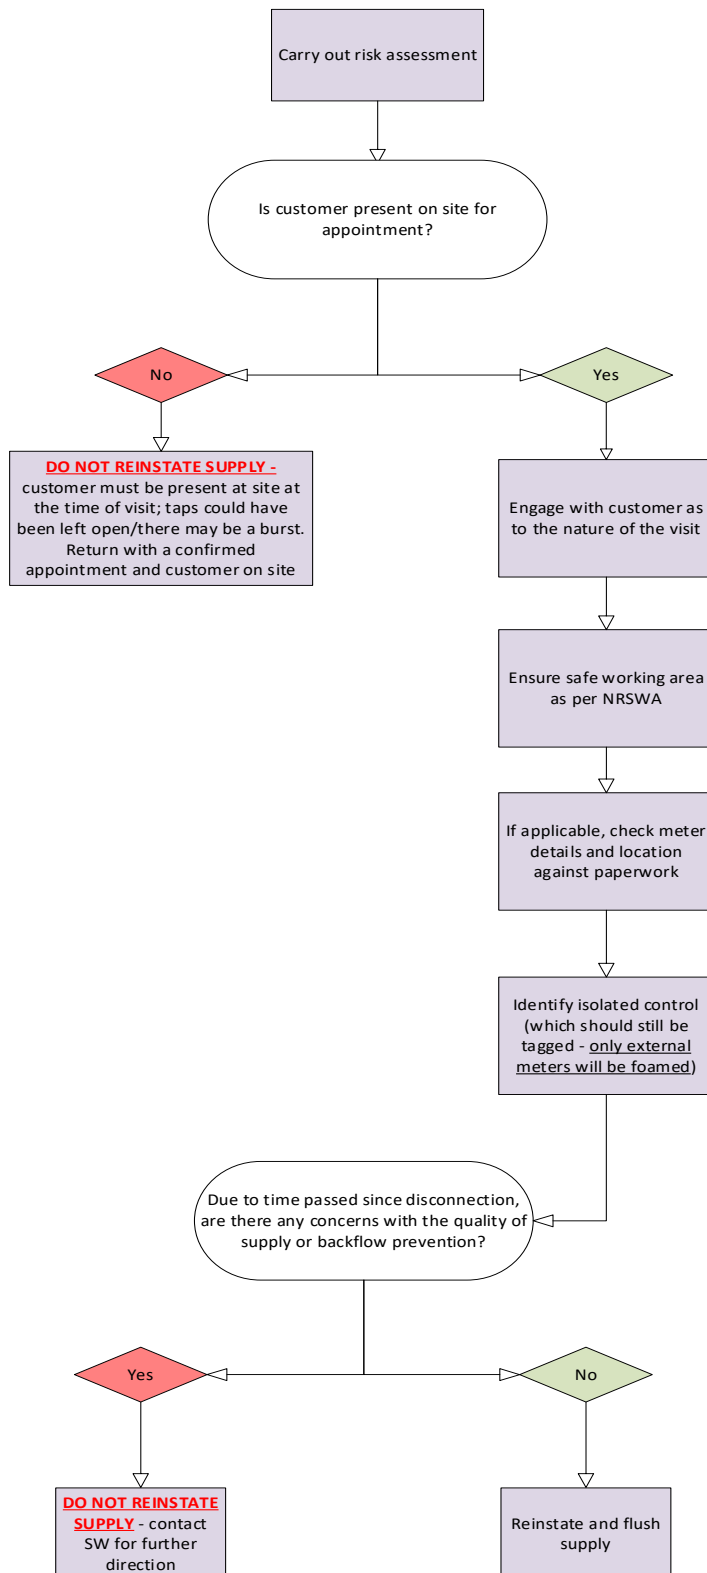 Carry out risk assessment
Is customer present on site for
appointment?
No
Yes
DO NOT REINSTATE SUPPLY -
customer must be present at site at
the time of visit; taps could have
been left open/there may be a burst.
Return with a confirmed
appointment and customer on site
Engage with customer as
to the nature of the visit
Ensure safe working area
as per NRSWA
If applicable, check meter
details and location
against paperwork
Identify isolated control
(which should still be
tagged - only external
meters will be foamed)
Due to time passed since disconnection,
are there any concerns with the quality of
supply or backflow prevention?
Yes
No
DO NOT REINSTATE
SUPPLY - contact
SW for further
direction
Reinstate and flush
supply